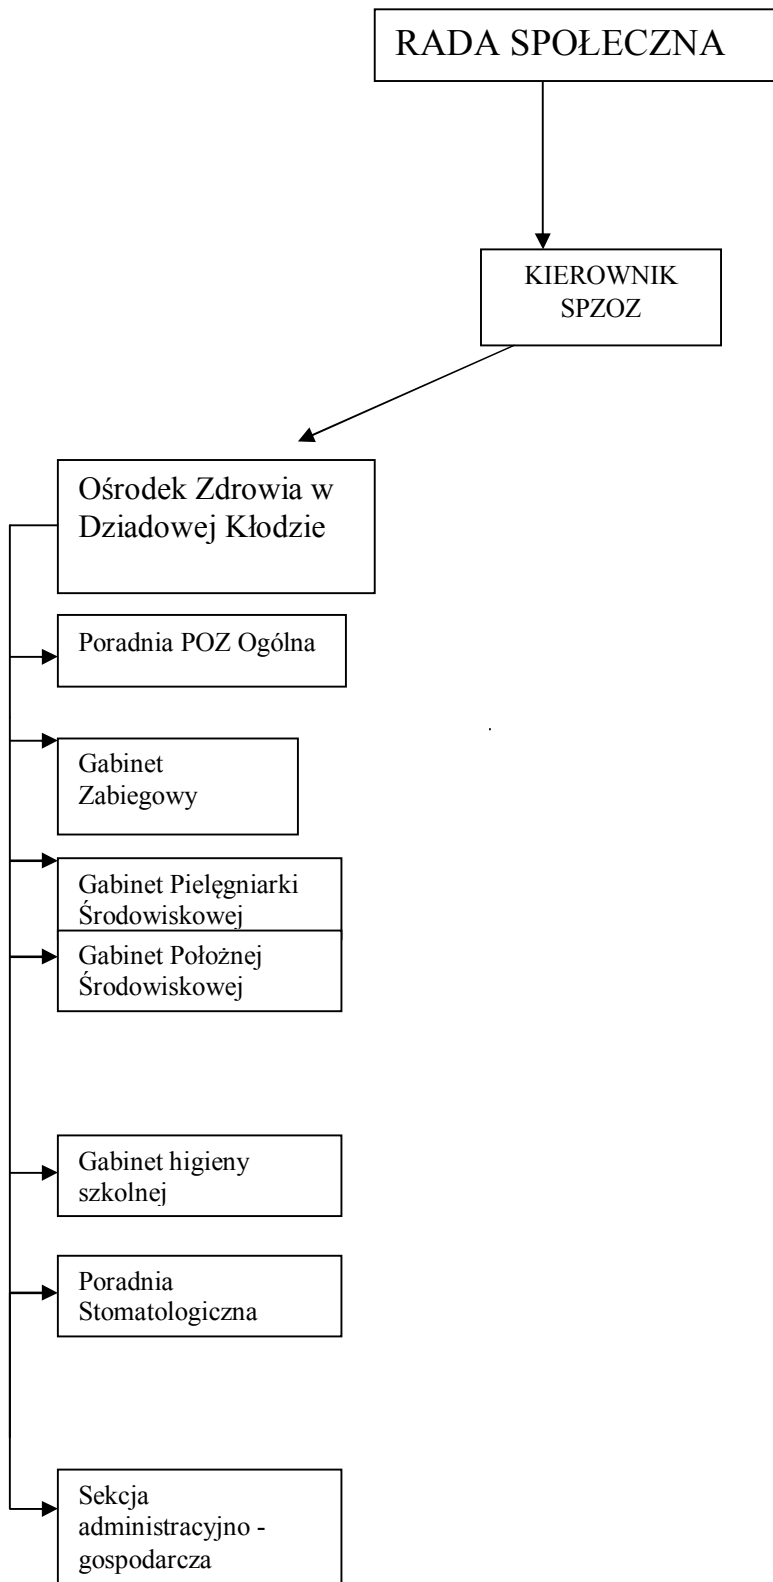 RADA SPOŁECZNA
KIEROWNIK
SPZOZ
Ośrodek Zdrowia w
Dziadowej Kłodzie
Poradnia POZ Ogólna
Gabinet
Zabiegowy
Gabinet Pielęgniarki
Środowiskowej
Gabinet Położnej
Środowiskowej
Gabinet higieny
szkolnej
Poradnia
Stomatologiczna
Sekcja
administracyjno -
gospodarcza